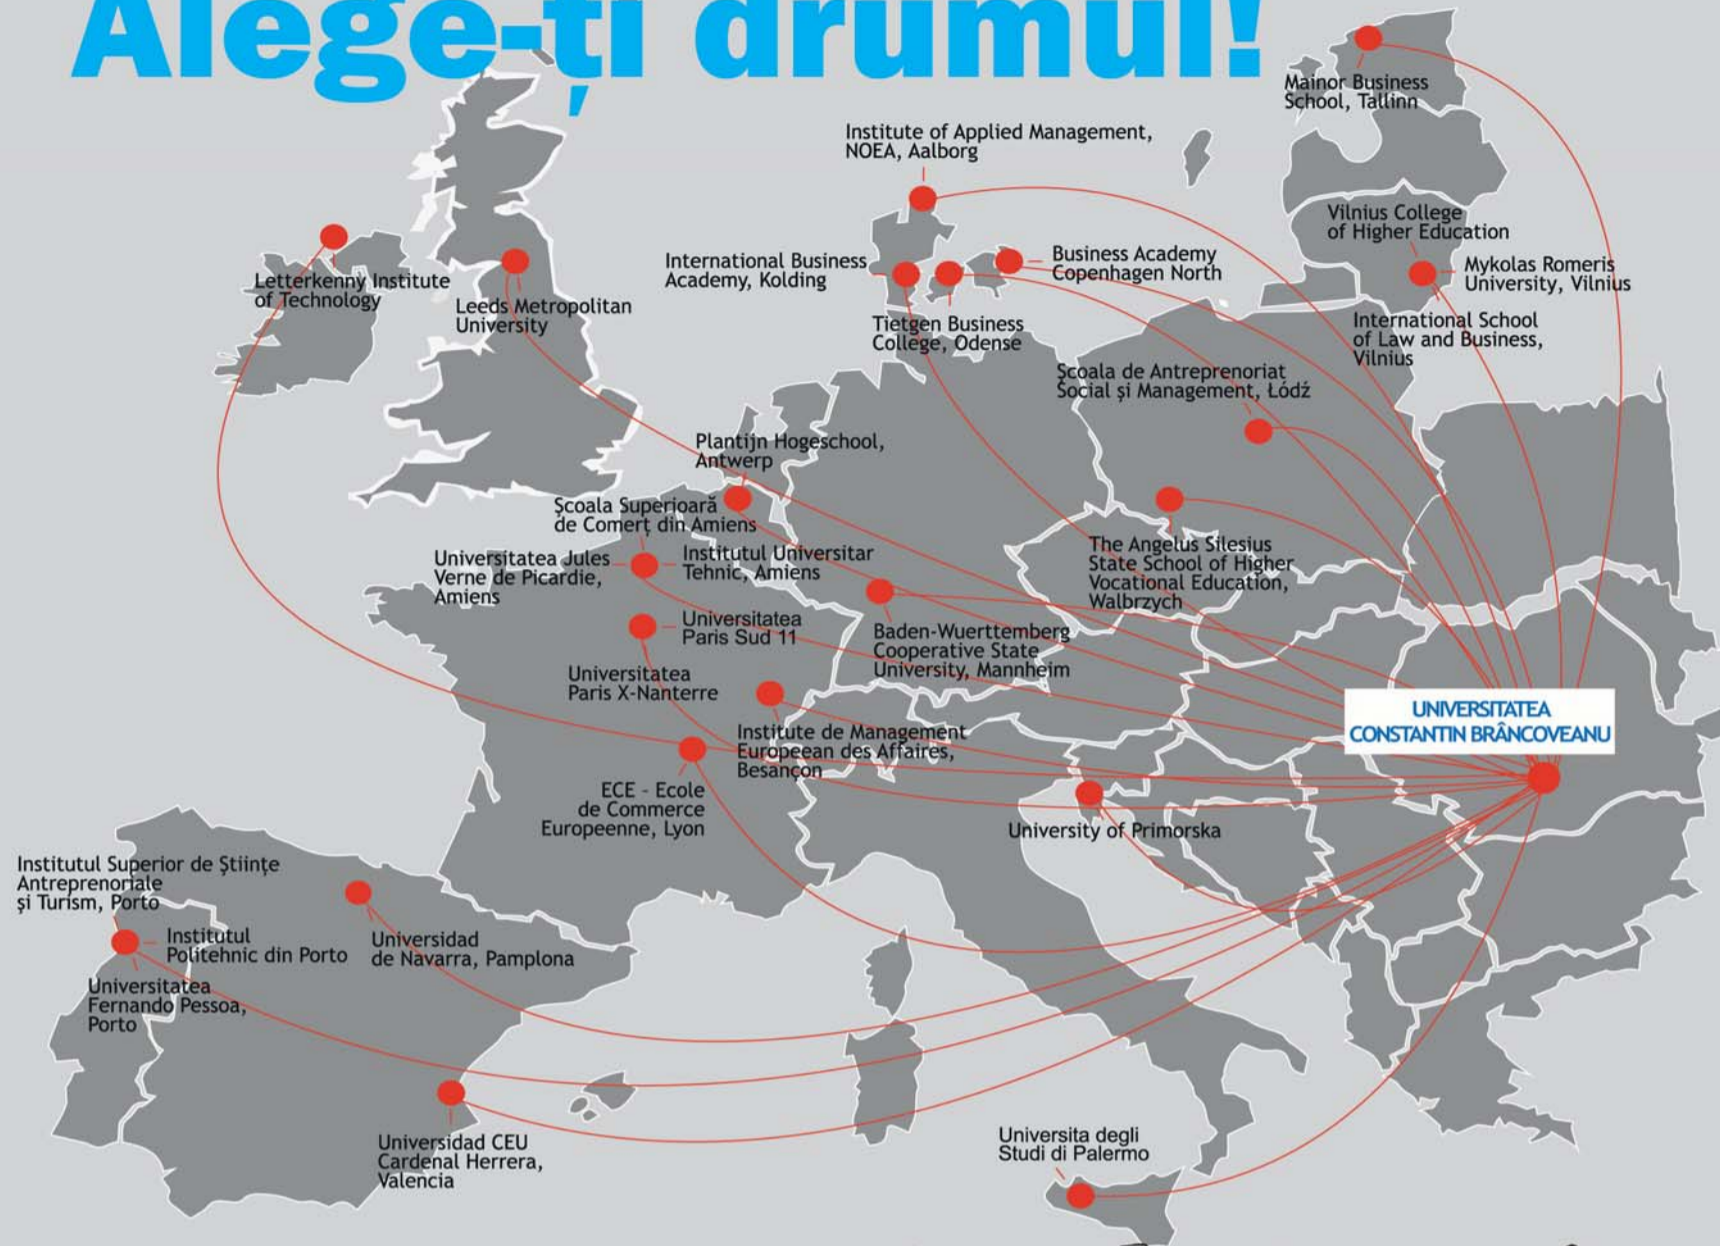 Alege-ți drumul!
Mainor Business
School, Tallinn
Institute of Applied Management,
NOEA, Aalborg
Vilnius College
of Higher Education
International Business
Academy, Kolding
Business Academy
Copenhagen North
Mykolas Romeris
University, Vilnius
Letterkenny Institute
of Technology
Leeds Metropolitan
University
Tietgen Business
College, Odense
International School
of Law and Business,
Vilnius
Școala de Antreprenoriat
Social și Management, Łódź
Plantijn Hogeschool,
Antwerp
Școala Superioară
de Comerț din Amiens
Universitatea Jules
Verne de Picardie,
Amiens
Institutul Universitar
Tehnic, Amiens
The Angelus Silesius
State School of Higher
Vocational Education,
Walbrzych
Universitatea
Paris Sud 11
Baden-Wuerttemberg
Cooperative State
University, Mannheim
Universitatea
Paris X-Nanterre
UNIVERSITATEA
CONSTANTIN BRÂNCOVEANU
Institute de Management
Europeean des Affaires,
Besançon
ECE - Ecole
de Commerce
Europeenne, Lyon
University of Primorska
Institutul Superior de Științe
Antreprenoriale
și Turism, Porto
Institutul
Politehnic din Porto
Universidad
de Navarra, Pamplona
Universitatea
Fernando Pessoa,
Porto
Universidad CEU
Cardenal Herrera,
Valencia
Universita degli
Studi di Palermo